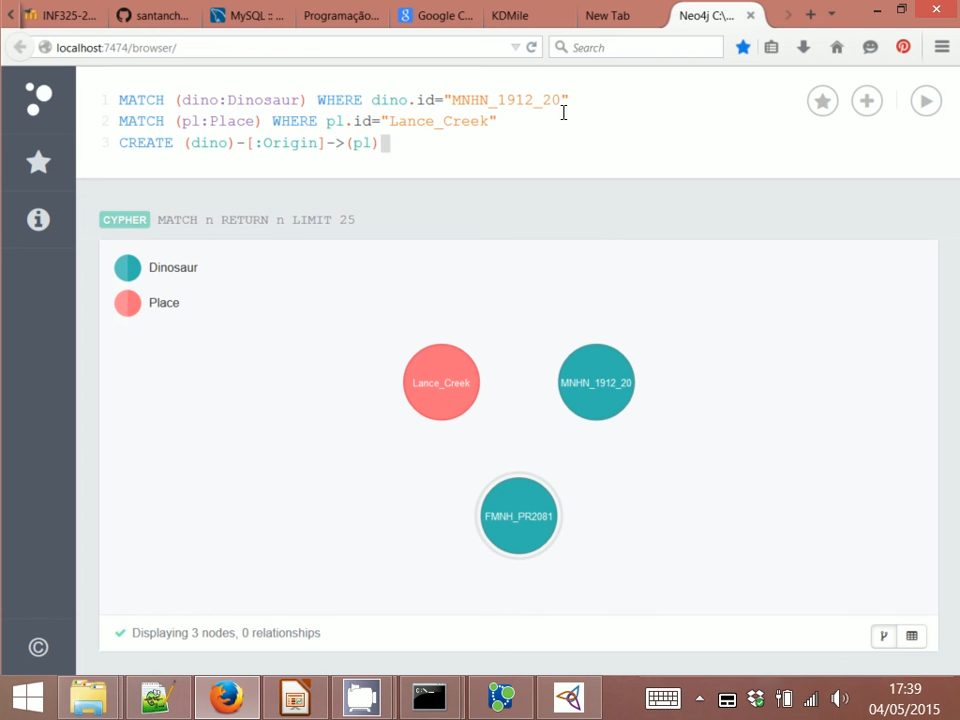 INF325-2...
santanch...
MySQL :: ...
Programação...
Google C...
KDMile
New Tab
Neo4j C:\...
localhost:7474/browser/
Search
1 MATCH (dino:Dinosaur) WHERE dino.id="MNHN_1912_20"
2 MATCH (pl:Place) WHERE pl.id="Lance_Creek"
3 CREATE (dino)-[:Origin]->(pl)
CYPHER MATCH n RETURN n LIMIT 25
Dinosaur
Place
Lance_Creek
MNHN_1912_20
FMNH_PR2081
Displaying 3 nodes, 0 relationships
17:39
04/05/2015